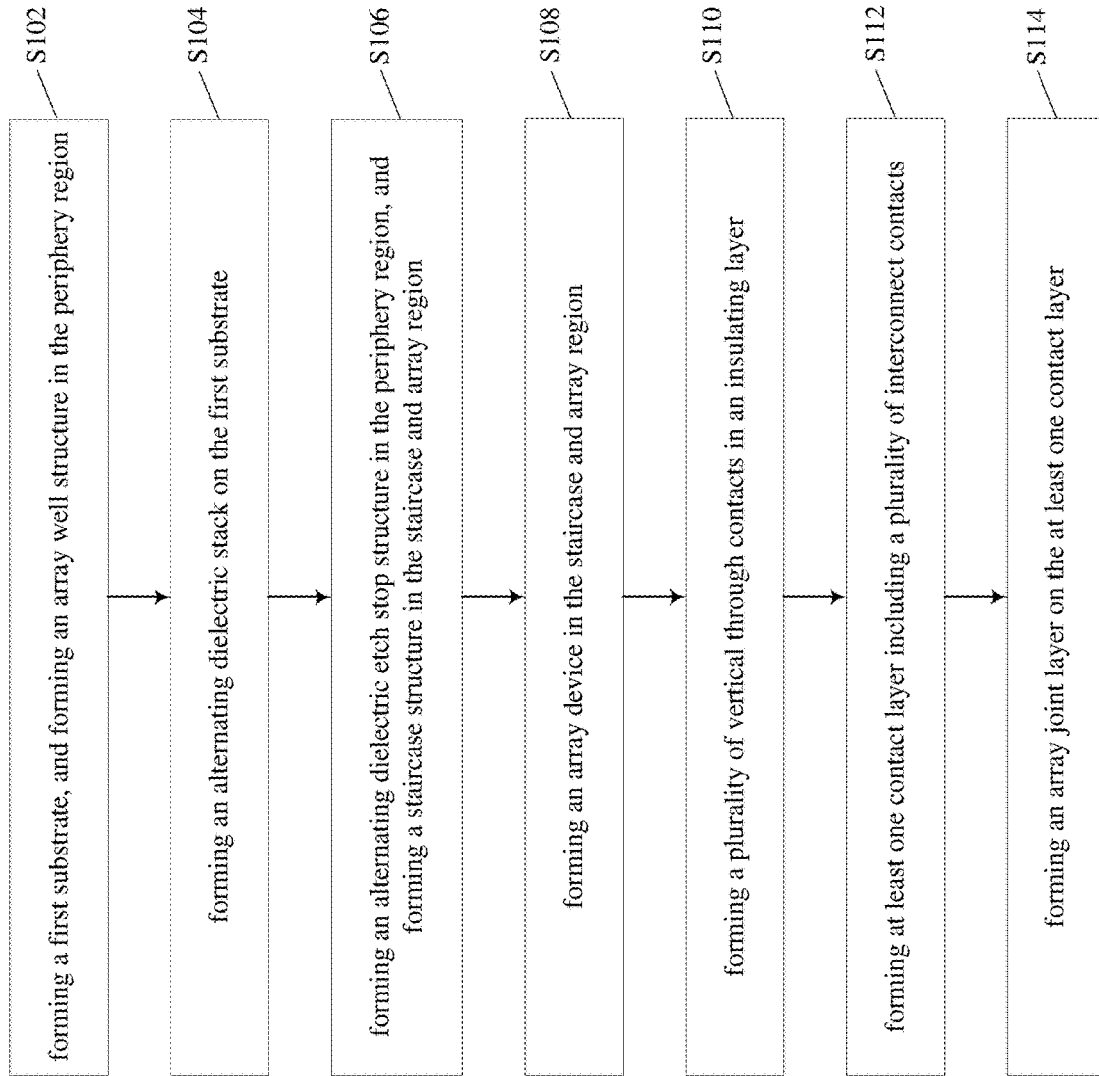 S102
forming a first substrate, and forming an array well structure in the periphery region
S104
forming an alternating dielectric stack on the first substrate
S106
forming an alternating dielectric etch stop structure in the periphery region, and
forming a staircase structure in the staircase and array region
S108
forming an array device in the staircase and array region
S110
forming a plurality of vertical through contacts in an insulating layer
S112
forming at least one contact layer including a plurality of interconnect contacts
S114
forming an array joint layer on the at least one contact layer